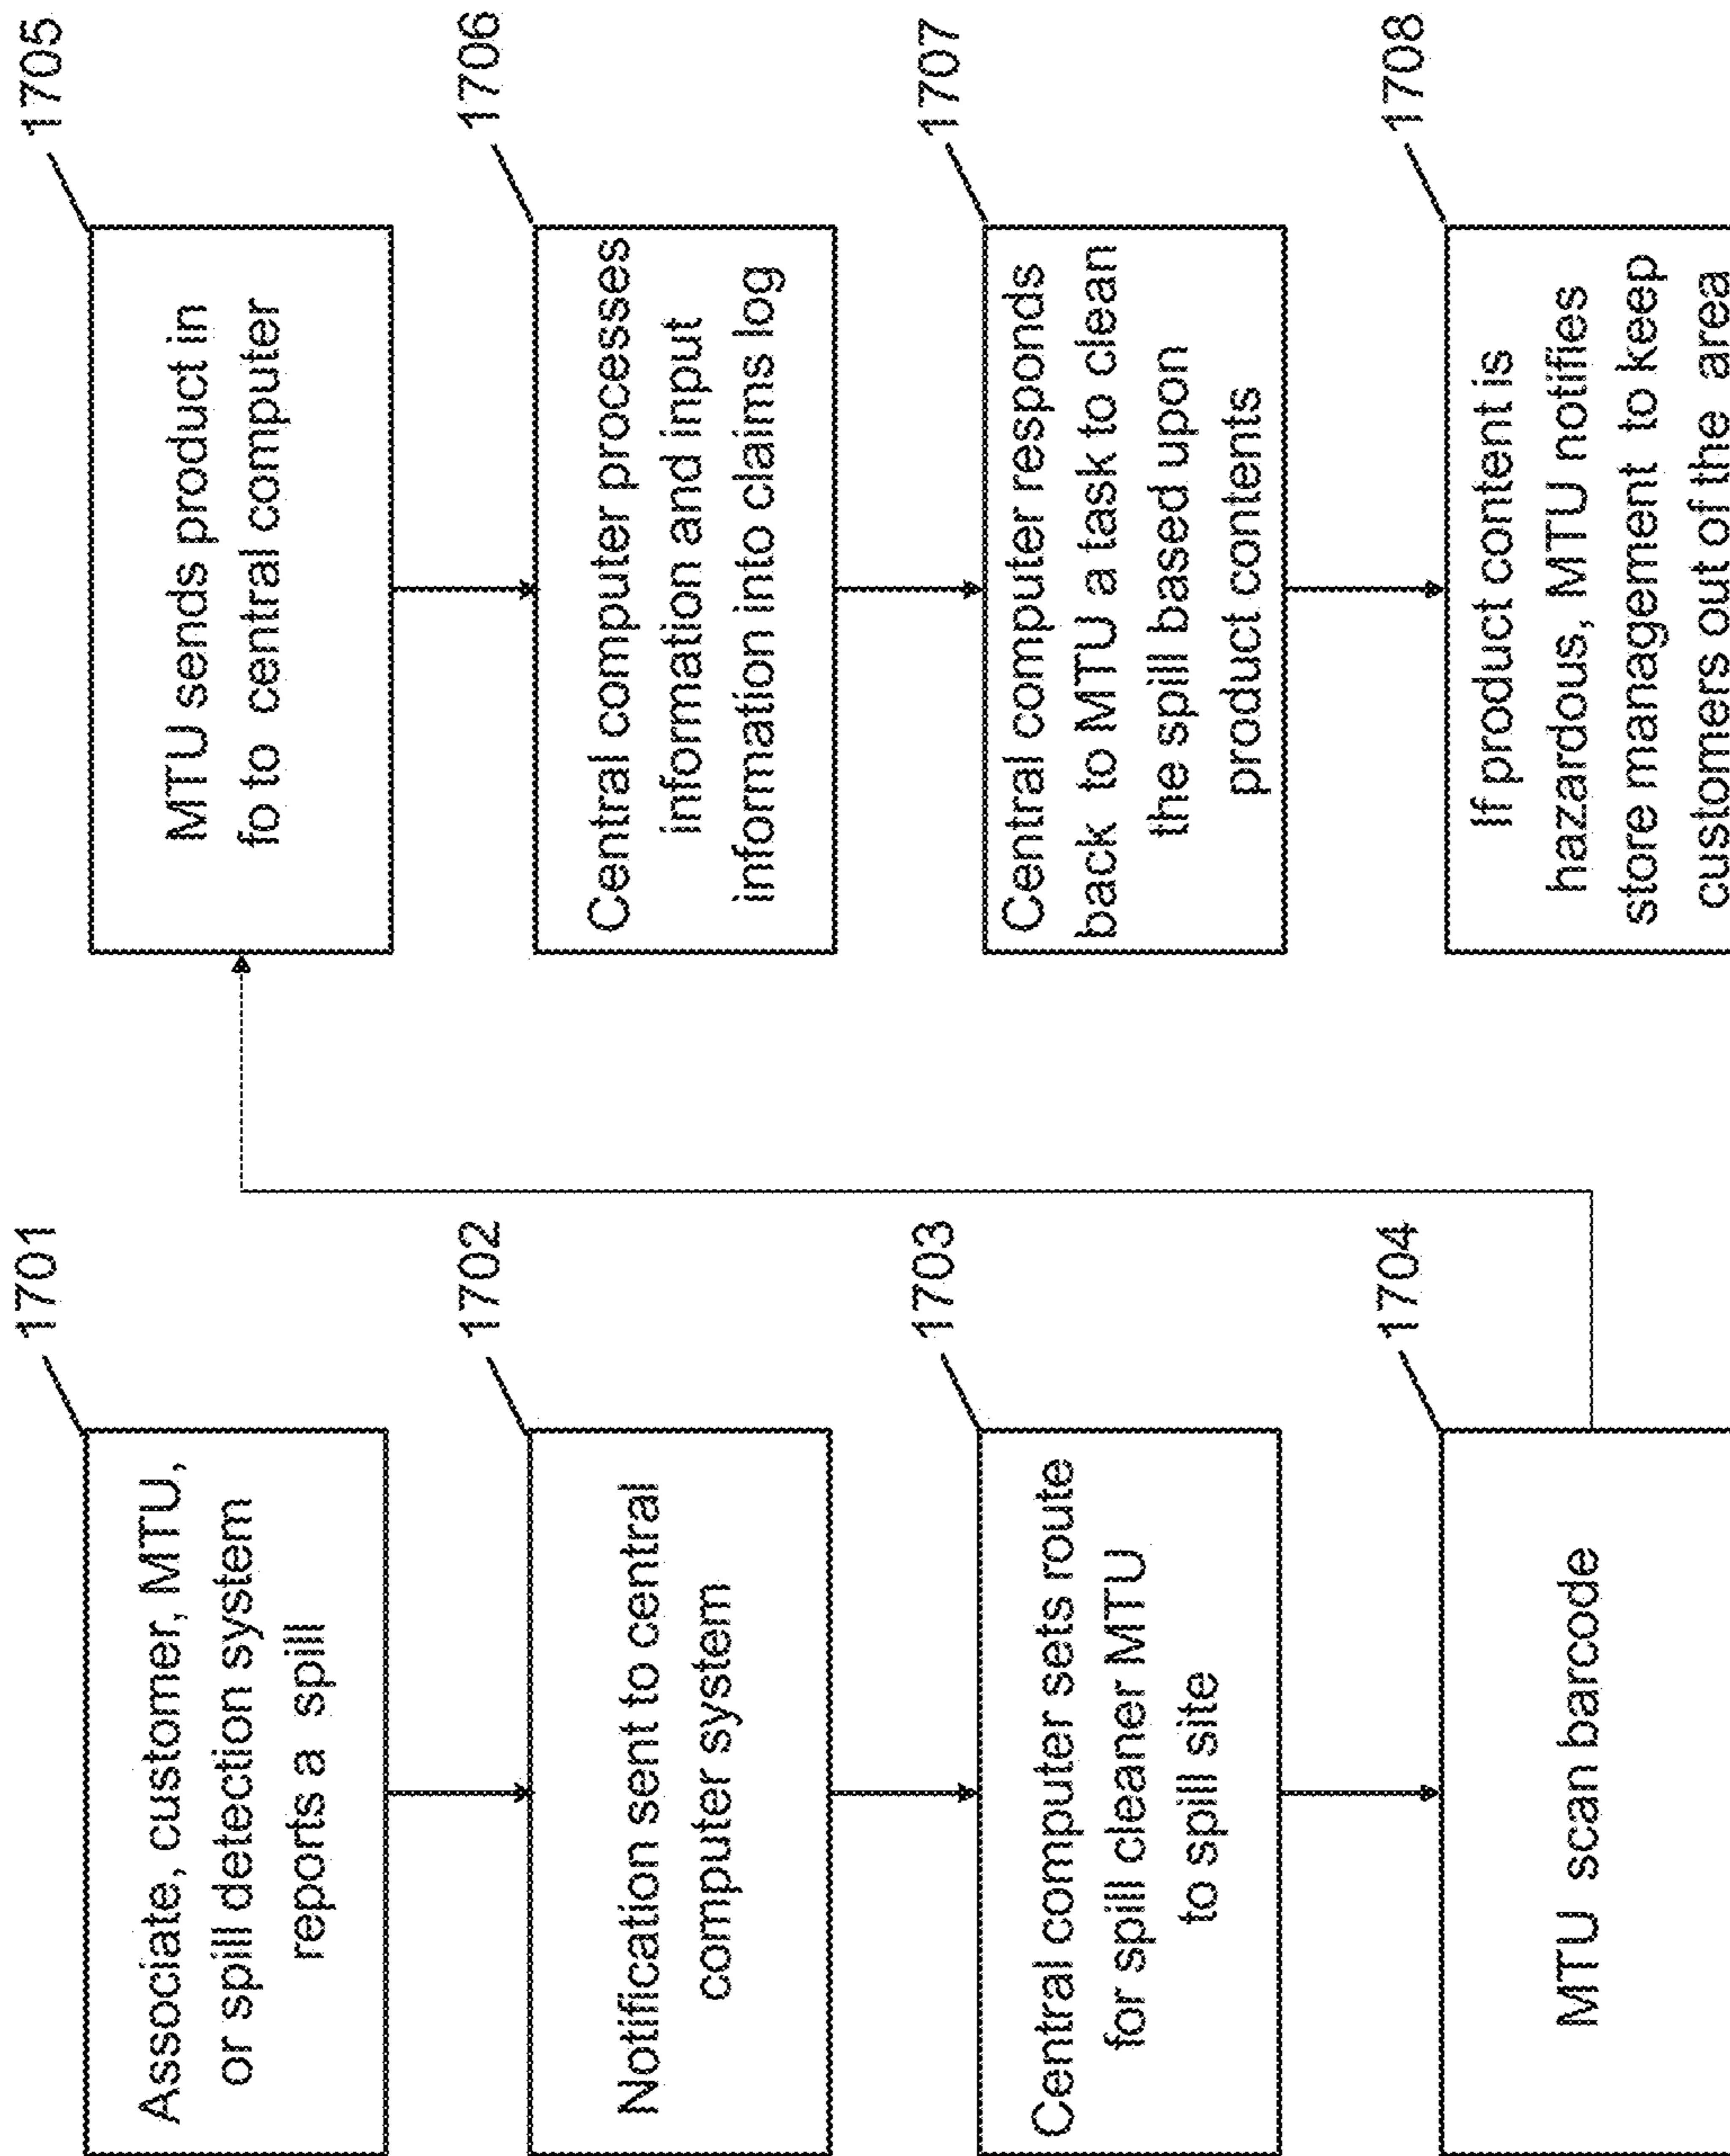 1701
Associate, customer, MTU,
or spill detection system
reports a spill
1702
Notification sent to central
computer system
1703
Central computer sets route
for spill cleaner MTU
to spill site
1704
MTU scan barcode
1705
MTU sends product in
fo to central computer
1706
Central computer processes
information and input
information into claims log
1707
Central computer responds
back to MTU a task to clean
the spill based upon
product contents
1708
If product content is
hazardous, MTU notifies
store management to keep
customers out of the area